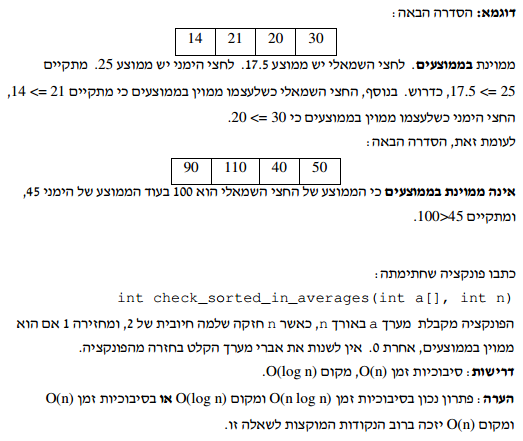 דוגמא: הסדרה הבאה:
14 21 20 30
ממוינת בממוצעים. לחצי השמאלי יש ממוצע 17.5. לחצי הימני יש ממוצע 25. מתקיים
17.5 <= 25, כדרוש. בנוסף, החצי השמאלי כשלעצמו ממוין בממוצעים כי מתקיים 14 <= 21,
החצי הימני כשלעצמו ממוין בממוצעים כי 20 <= 30.
לעומת זאת, הסדרה הבאה:
90 110 40 50
אינה ממוינת בממוצעים כי הממוצע של החצי השמאלי הוא 100 בעוד הממוצע של הימני 45,
ומתקיים 100>45.
כתבו פונקציה שחתימתה:
int check_sorted_in_averages(int a[], int n)
הפונקציה מקבלת מערך a באורך n, כאשר n חזקה שלמה חיובית של 2, ומחזירה 1 אם הוא
ממוין בממוצעים, אחרת 0. אין לשנות את אברי מערך הקלט בחזרה מהפונקציה.
דרישות: סיבוכיות זמן O(n), מקום O(log n).
הערה: פתרון נכון בסיבוכיות זמן O(n log n) ומקום O(log n) או בסיבוכיות זמן O(n)
ומקום O(n) יזכה ברוב הנקודות המוקצות לשאלה זו.